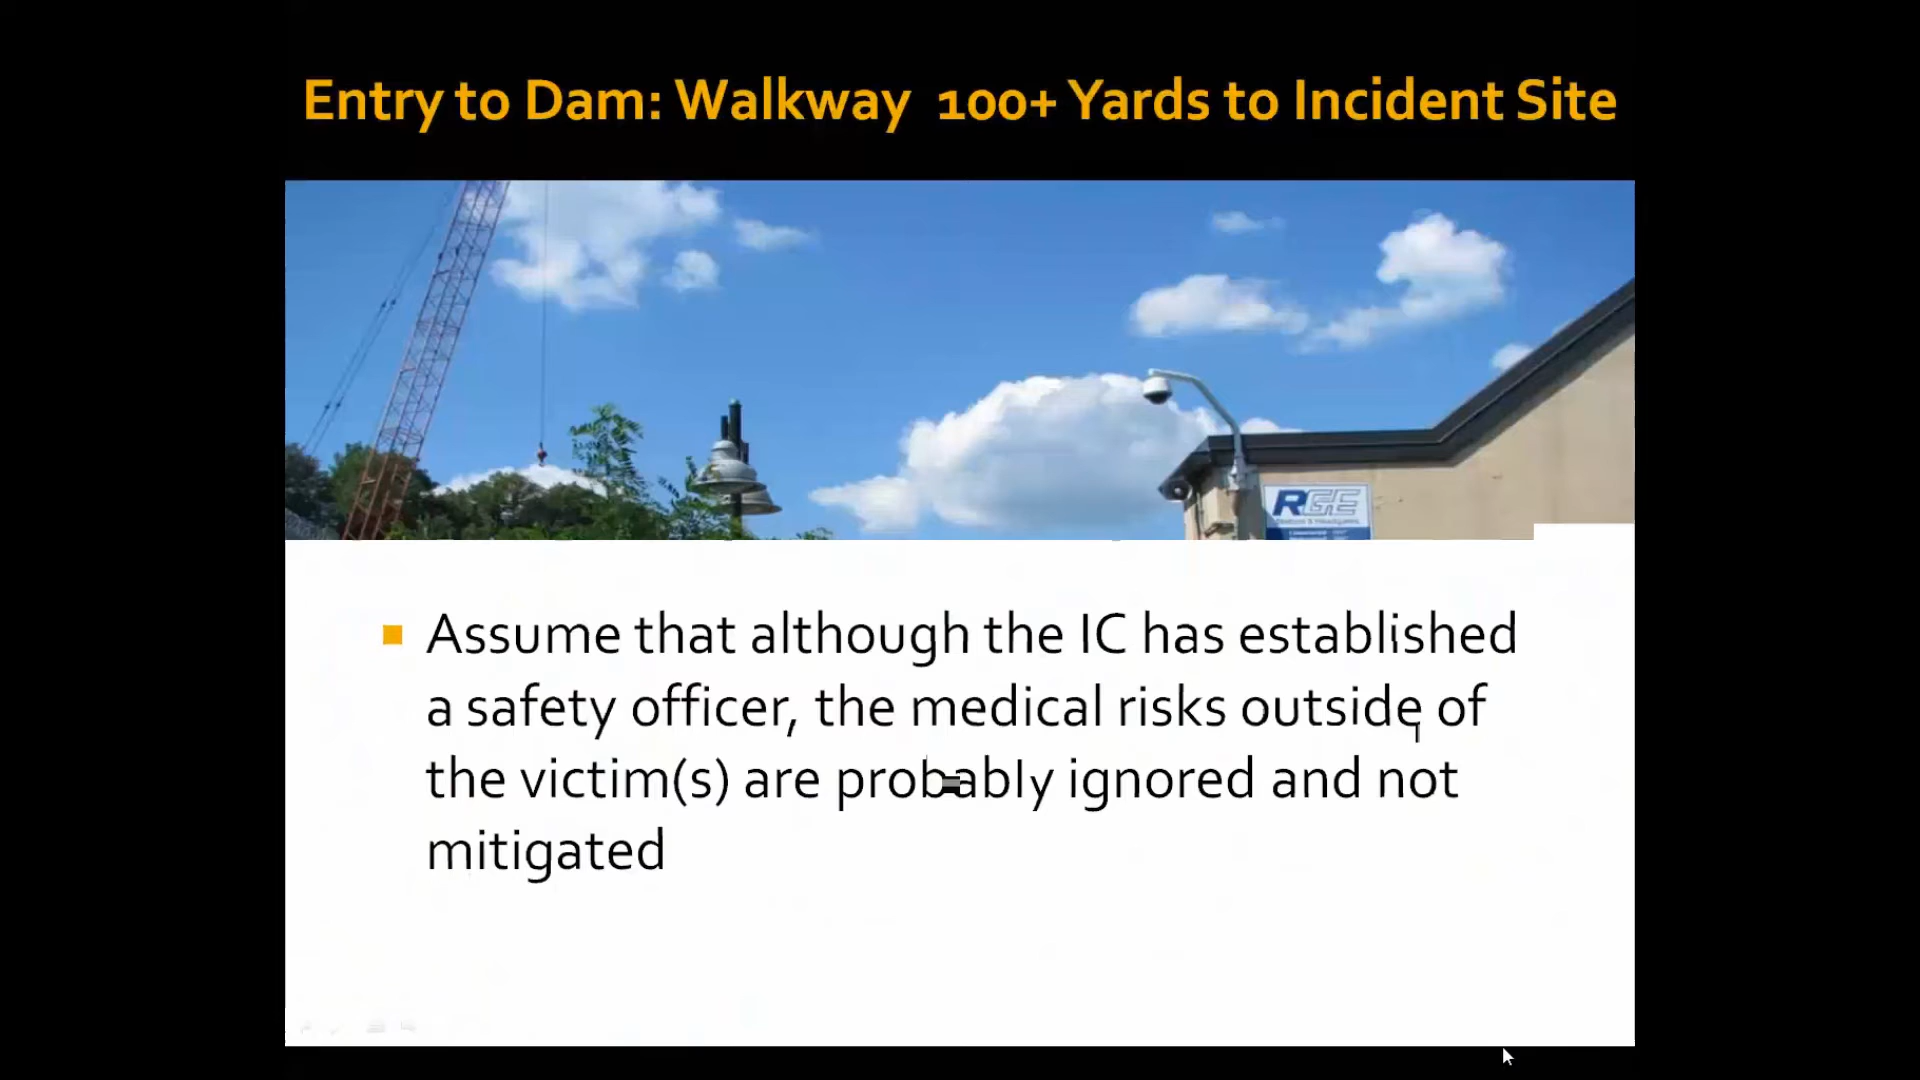 Entry to Dam: Walkway 100+ Yards to Incident Site
RGE
Assume that although the IC has established
a safety officer, the medical risks outside of
the victim(s) are probably ignored and not
mitigated